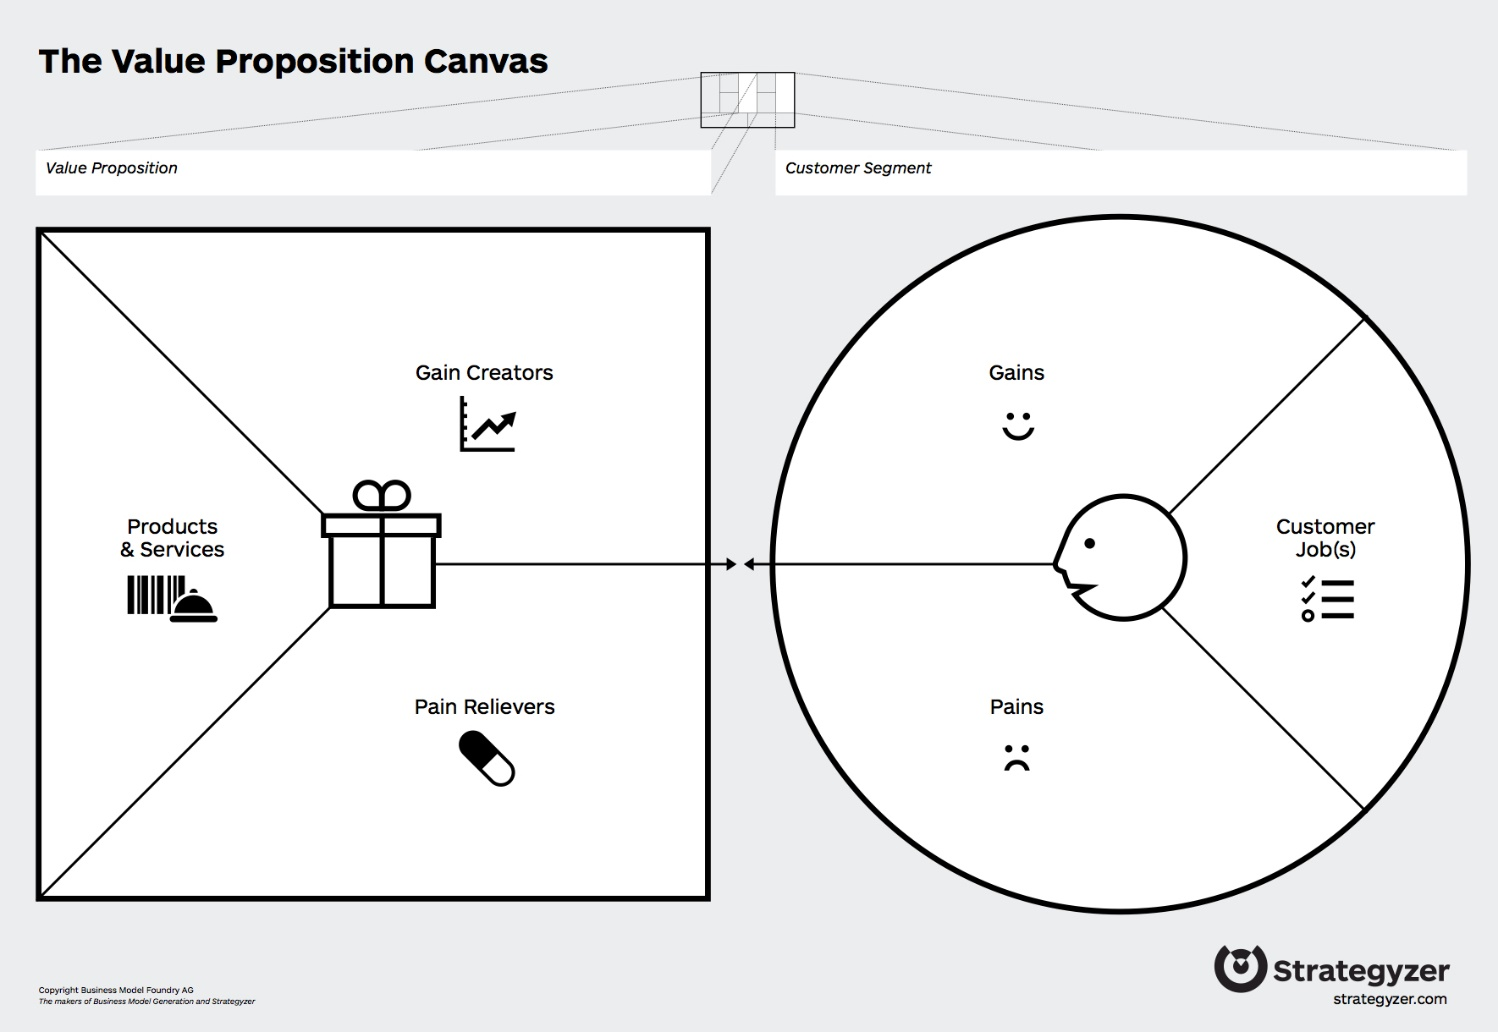 The Value Proposition Canvas
Value Proposition
Customer Segment
Gain Creators
Gains
Products
& Services
Customer
Job(s)
Pain Relievers
Pains
Copyright Business Model Foundry AG
The makers of Business Model Generation and Strategyzer
Strategyzer
strategyzer.com